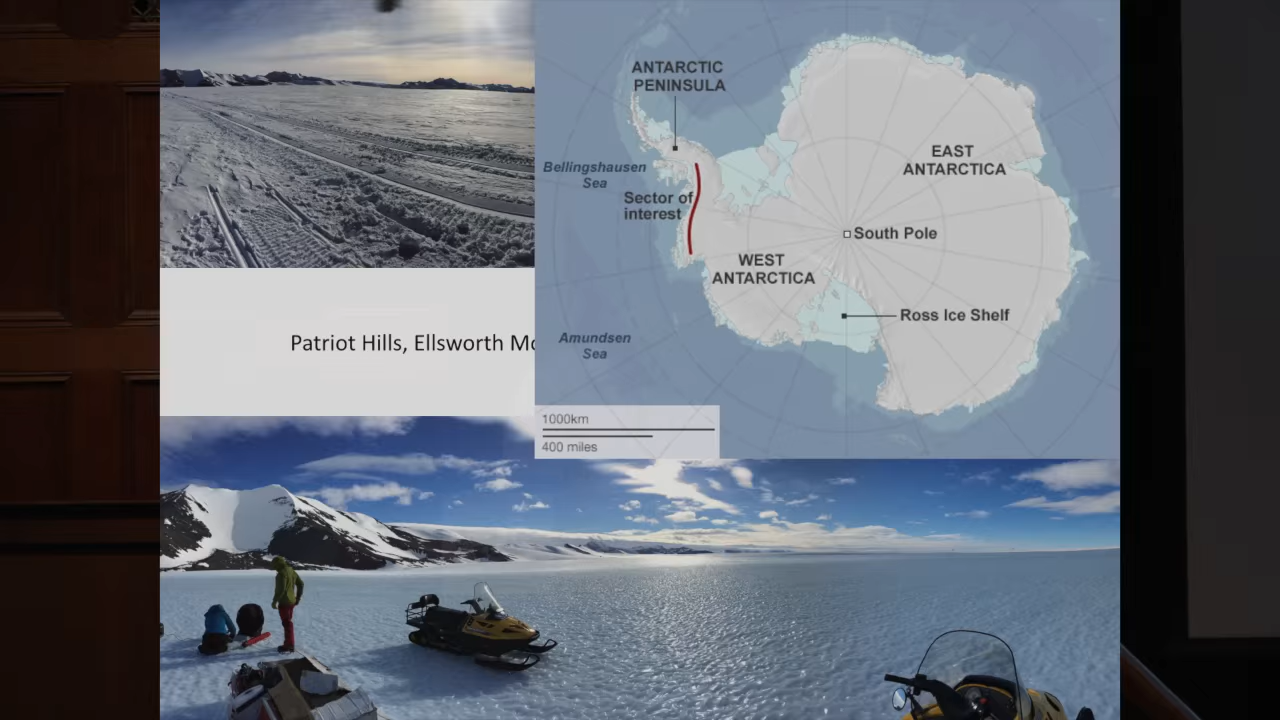 ANTARCTIC
PENINSULA
Bellingshausen
Sea
Sector of
interest
EAST
ANTARCTICA
South Pole
WEST
ANTARCTICA
Ross Ice Shelf
Patriot Hills, Ellsworth Mo
Amundsen
Sea
1000km
400 miles